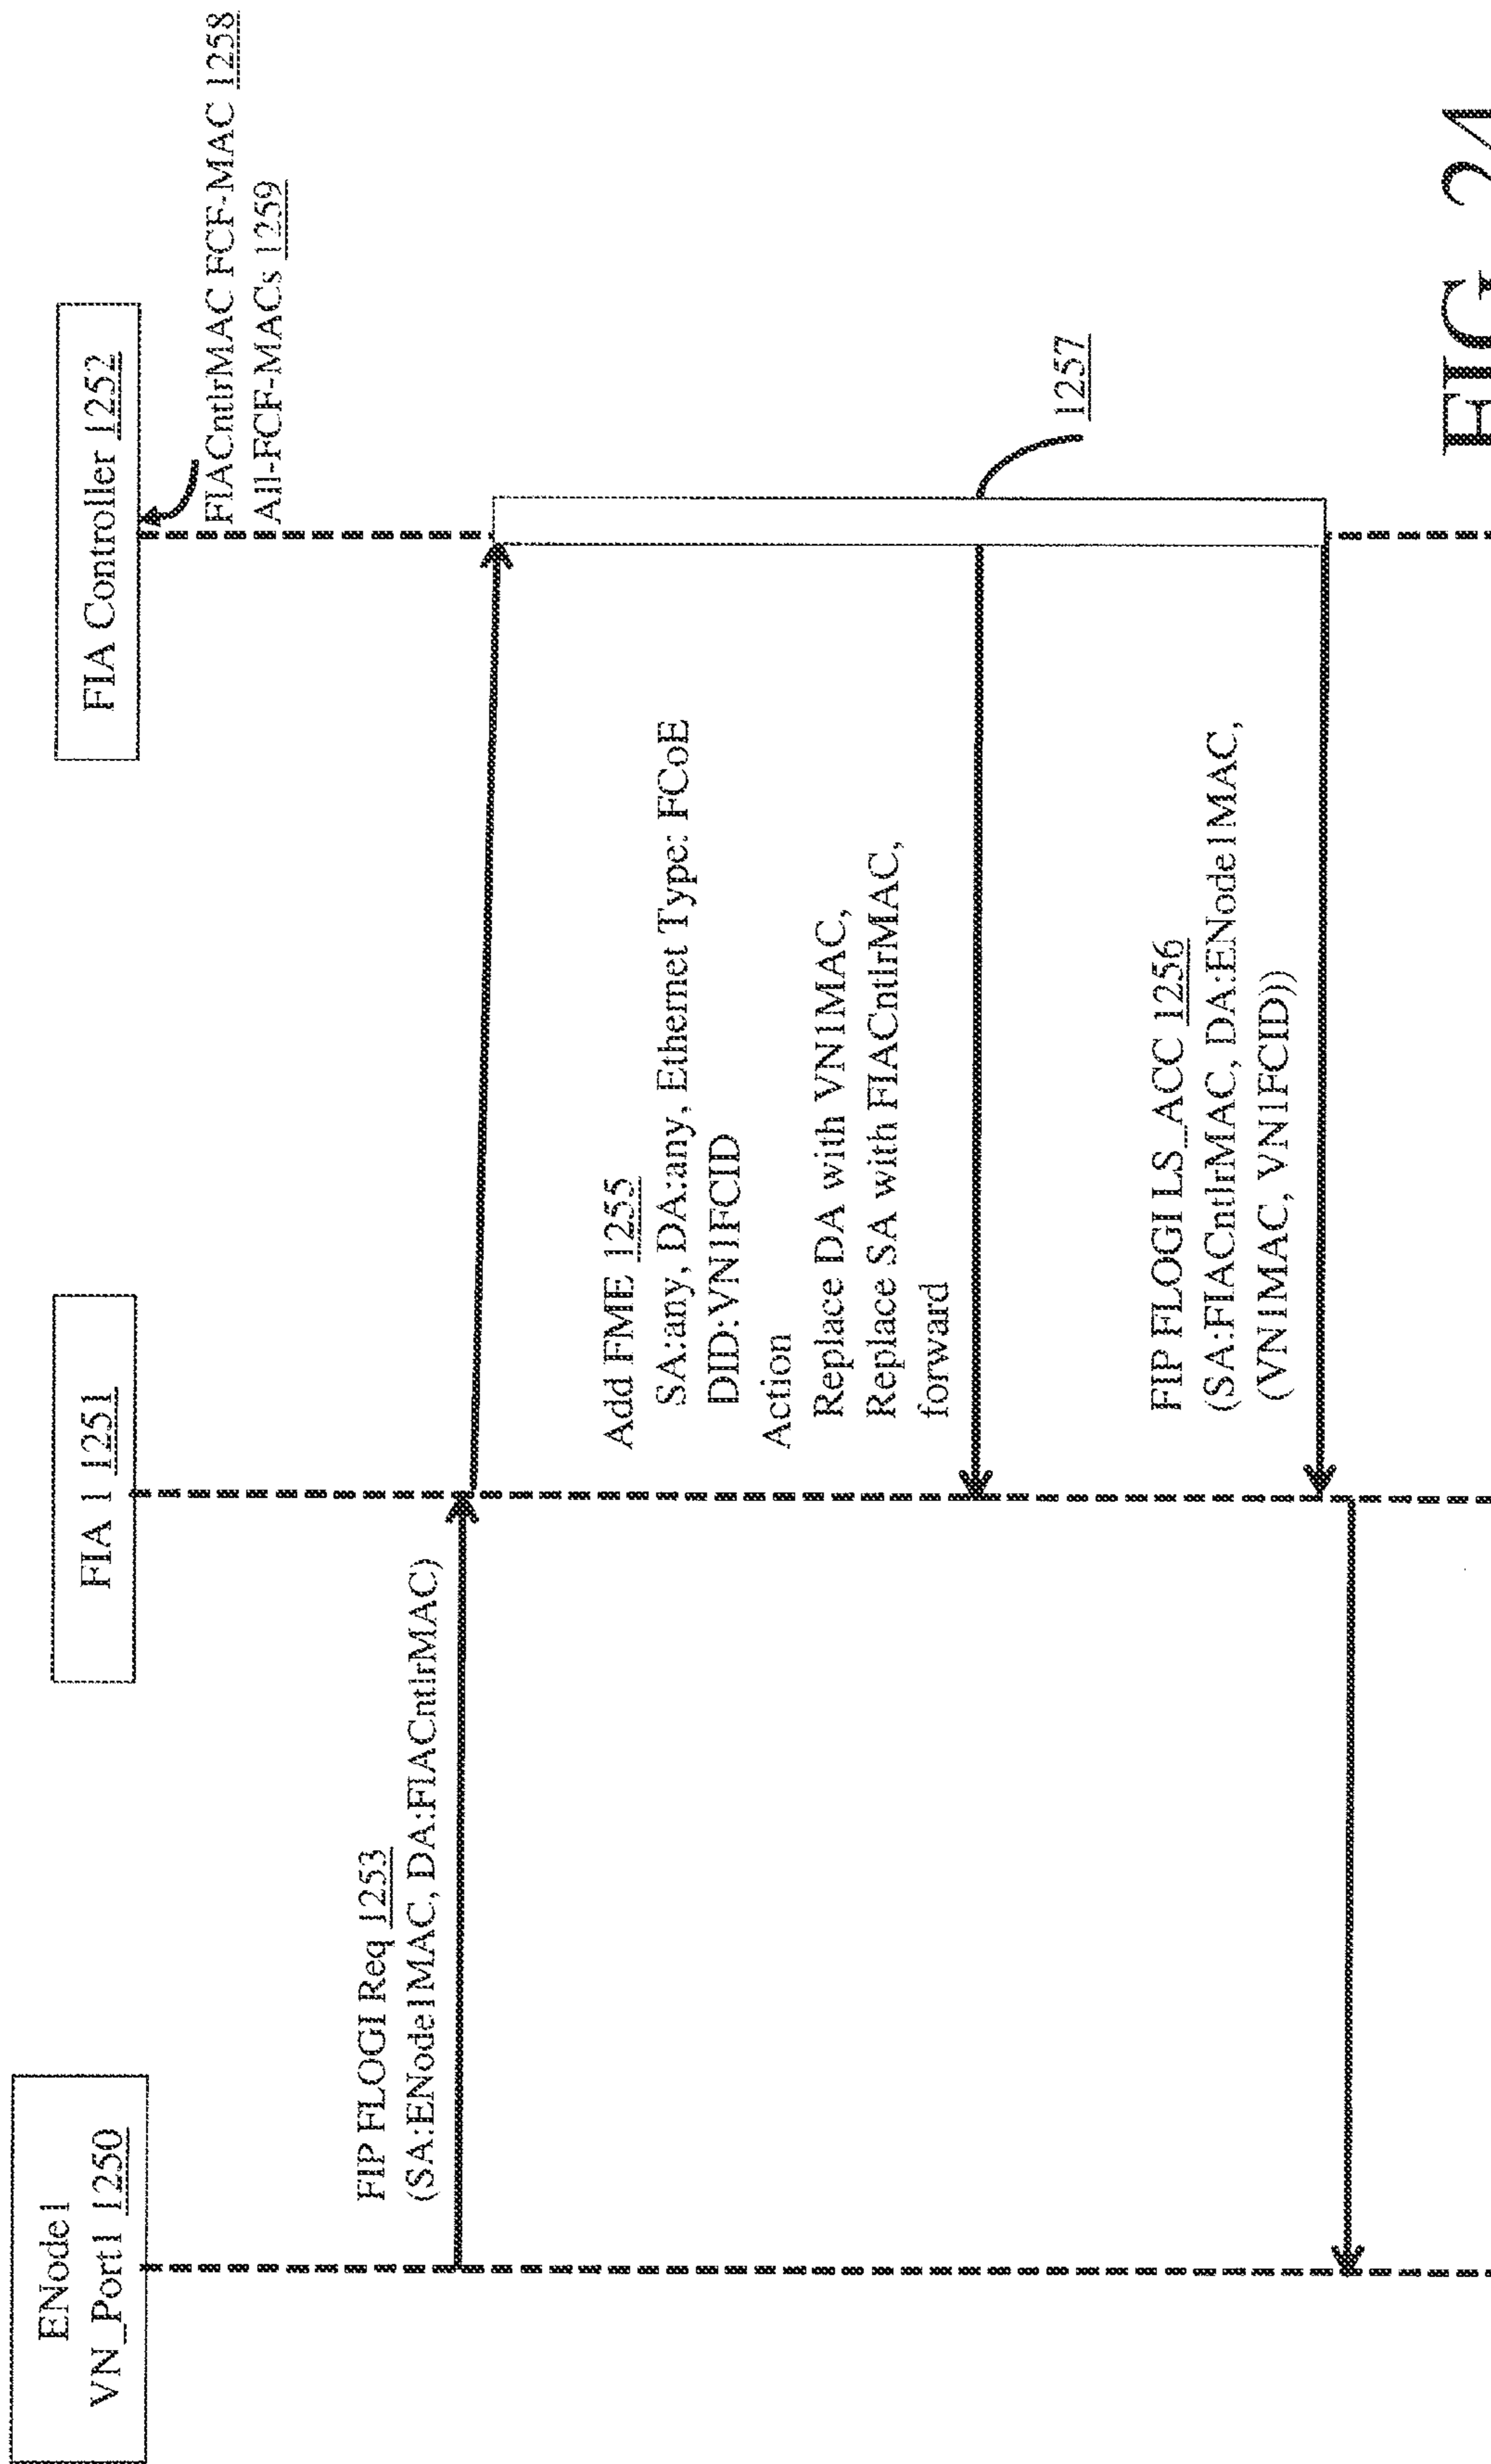 ENode1
VN_Port1 1250
FIA 1 1251
FIA Controller 1252
FIACntlrMAC FCF-MAC 1258
All-FCF-MACs 1259
FIP FLOGI Req 1253
(SA:ENode1MAC, DA:FIACntlrMAC)
Add FME 1255
SA:any, DA:any, Ethernet Type: FCoE
DID:VN1FCID
Action
Replace DA with VN1MAC,
Replace SA with FIACntlrMAC,
forward
1257
FIP FLOGI LS_ACC 1256
(SA:FIACntlrMAC, DA:ENode1MAC,
(VN1MAC, VN1FCID))
FIG. 24